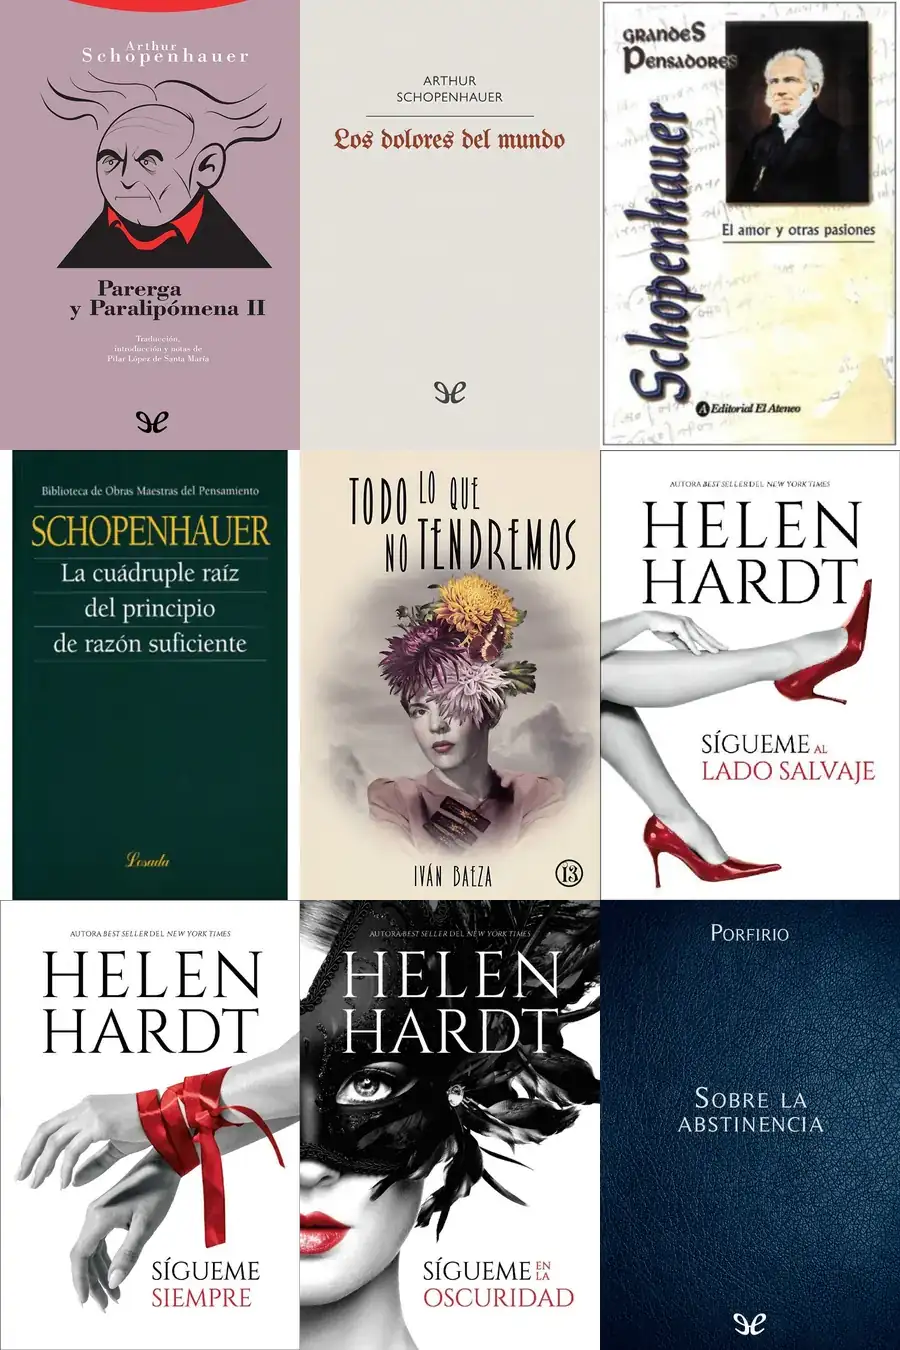 Arthur
Schopenhauer
Parerga
y Paralipómena II
Traducción,
introducción y notas de
Pilar López de Santa María
ARTHUR
SCHOPENHAUER
Los dolores del mundo
GRANDES
PENSADORES
Schopenhauer
El amor y otras pasiones
A Editorial El Ateneo
Biblioteca de Obras Maestras del Pensamiento
SCHOPENHAUER
La cuádruple raíz
del principio
de razón suficiente
Losada
TODO LO QUE
NO TENDREMOS
IVÁN BAEZA
13
AUTORA BEST SELLER DEL NEW YORK TIMES
HELEN
HARDT
SÍGUEME AL
LADO SALVAJE
AUTORA BEST SELLER DEL NEW YORK TIMES
HELEN
HARDT
SÍGUEME
SIEMPRE
AUTORA BEST SELLER DEL NEW YORK TIMES
HELEN
HARDT
SÍGUEME EN LA
OSCURIDAD
PORFIRIO
SOBRE LA
ABSTINENCIA